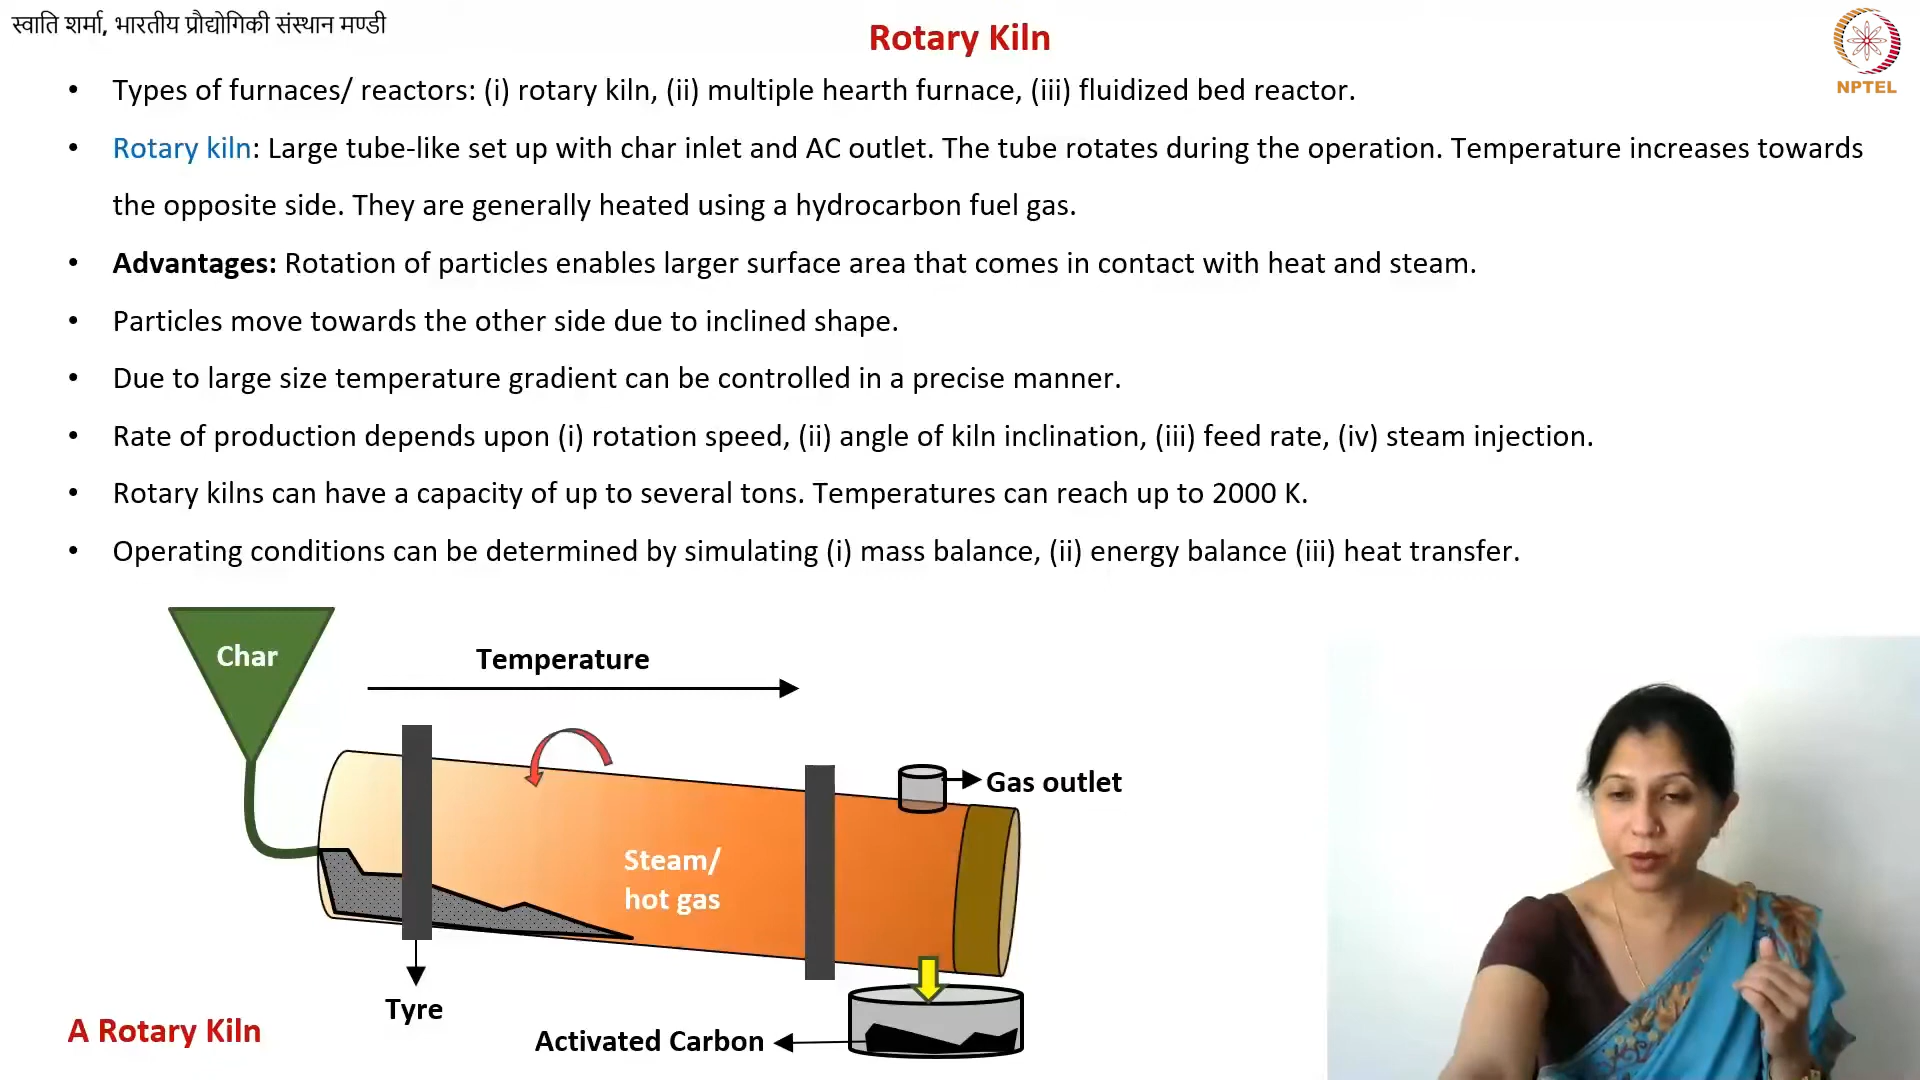 स्वाति शर्मा, भारतीय प्रौद्योगिकी संस्थान मण्डी
Rotary Kiln
NPTEL
• Types of furnaces/ reactors: (i) rotary kiln, (ii) multiple hearth furnace, (iii) fluidized bed reactor.
• Rotary kiln: Large tube-like set up with char inlet and AC outlet. The tube rotates during the operation. Temperature increases towards
the opposite side. They are generally heated using a hydrocarbon fuel gas.
• Advantages: Rotation of particles enables larger surface area that comes in contact with heat and steam.
• Particles move towards the other side due to inclined shape.
• Due to large size temperature gradient can be controlled in a precise manner.
• Rate of production depends upon (i) rotation speed, (ii) angle of kiln inclination, (iii) feed rate, (iv) steam injection.
• Rotary kilns can have a capacity of up to several tons. Temperatures can reach up to 2000 K.
• Operating conditions can be determined by simulating (i) mass balance, (ii) energy balance (iii) heat transfer.
Char
Temperature
Gas outlet
Steam/
hot gas
Tyre
Activated Carbon
A Rotary Kiln